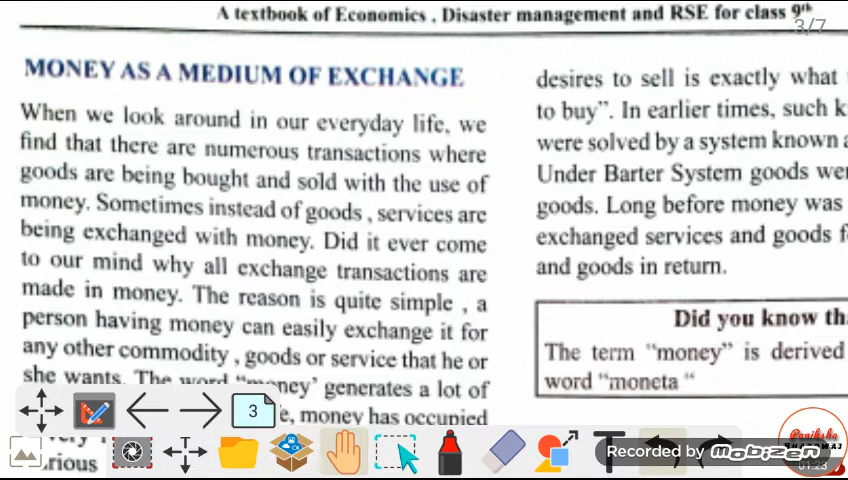 A textbook of Economics , Disaster management and RSE for class 9th
3/7
MONEY AS A MEDIUM OF EXCHANGE
When we look around in our everyday life, we
find that there are numerous transactions where
goods are being bought and sold with the use of
money. Sometimes instead of goods , services are
being exchanged with money. Did it ever come
to our mind why all exchange transactions are
made in money. The reason is quite simple , a
person having money can easily exchange it for
any other commodity , goods or service that he or
she wants. The word "money' generates a lot of
money has occupied
desires to sell is exactly what
to buy". In earlier times, such
were solved by a system known
Under Barter System goods
goods. Long before money was
exchanged services and goods
and goods in return.
Did you know
The term "money" is derived
word "moneta "
3
T
Recorded by mobizen
Paniksha
01:23